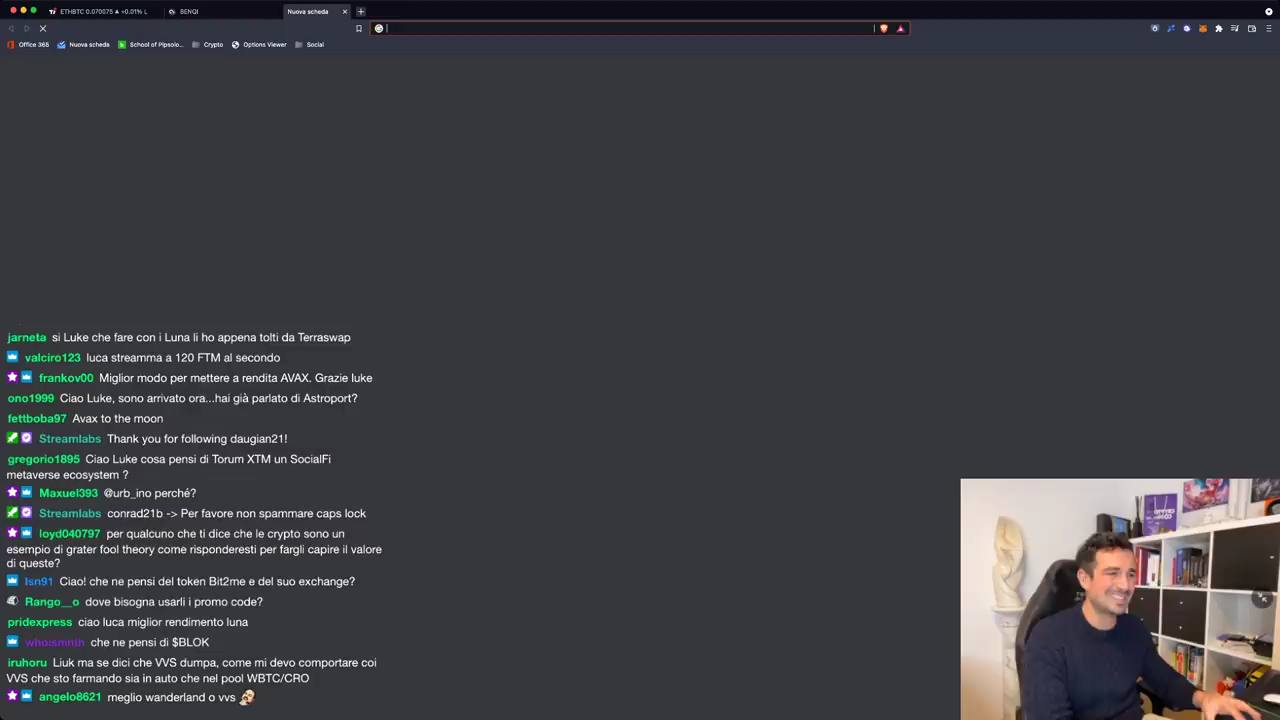 ETHBTC 0.070075 ▲ +0.01% L
BENQI
Nuova scheda
Office 365
Nuova scheda
School of Pipsolo...
Crypto
Options Viewer
Social
jarneta si Luke che fare con i Luna li ho appena tolti da Terraswap
valciro123 luca streamma a 120 FTM al secondo
frankov00 Miglior modo per mettere a rendita AVAX. Grazie luke
ono1999 Ciao Luke, sono arrivato ora...hai già parlato di Astroport?
fettboba97 Avax to the moon
Streamlabs Thank you for following daugian21!
gregorio1895 Ciao Luke cosa pensi di Torum XTM un SocialFi
metaverse ecosystem ?
Maxuel393 @urb_ino perché?
Streamlabs conrad21b -> Per favore non spammare caps lock
loyd040797 per qualcuno che ti dice che le crypto sono un
esempio di grater fool theory come risponderesti per fargli capire il valore
di queste?
lsn91 Ciao! che ne pensi del token Bit2me e del suo exchange?
Rango__o dove bisogna usarli i promo code?
pridexpress ciao luca miglior rendimento luna
whoismnth che ne pensi di $BLOK
iruhoru Liuk ma se dici che VVS dumpa, come mi devo comportare coi
VVS che sto farmando sia in auto che nel pool WBTC/CRO
angelo8621 meglio wanderland o vvs